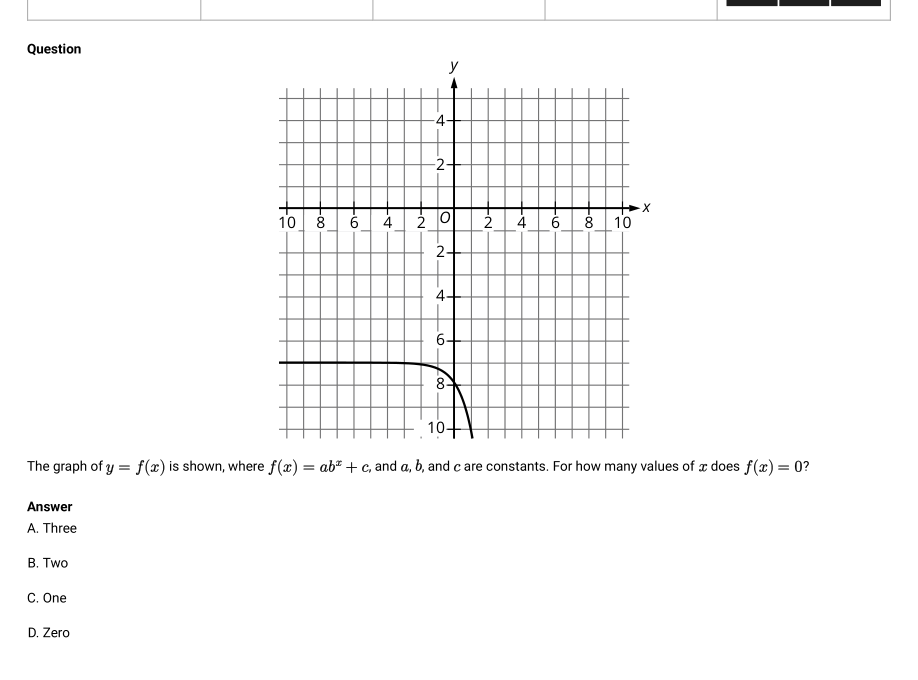 Question
y
4
2
x
10 8 6 4 2 O 2 4 6 8 10
2
4
6
8
10
The graph of y = f(x) is shown, where f(x) = abˣ + c, and a, b, and c are constants. For how many values of x does f(x) = 0?
Answer
A. Three
B. Two
C. One
D. Zero